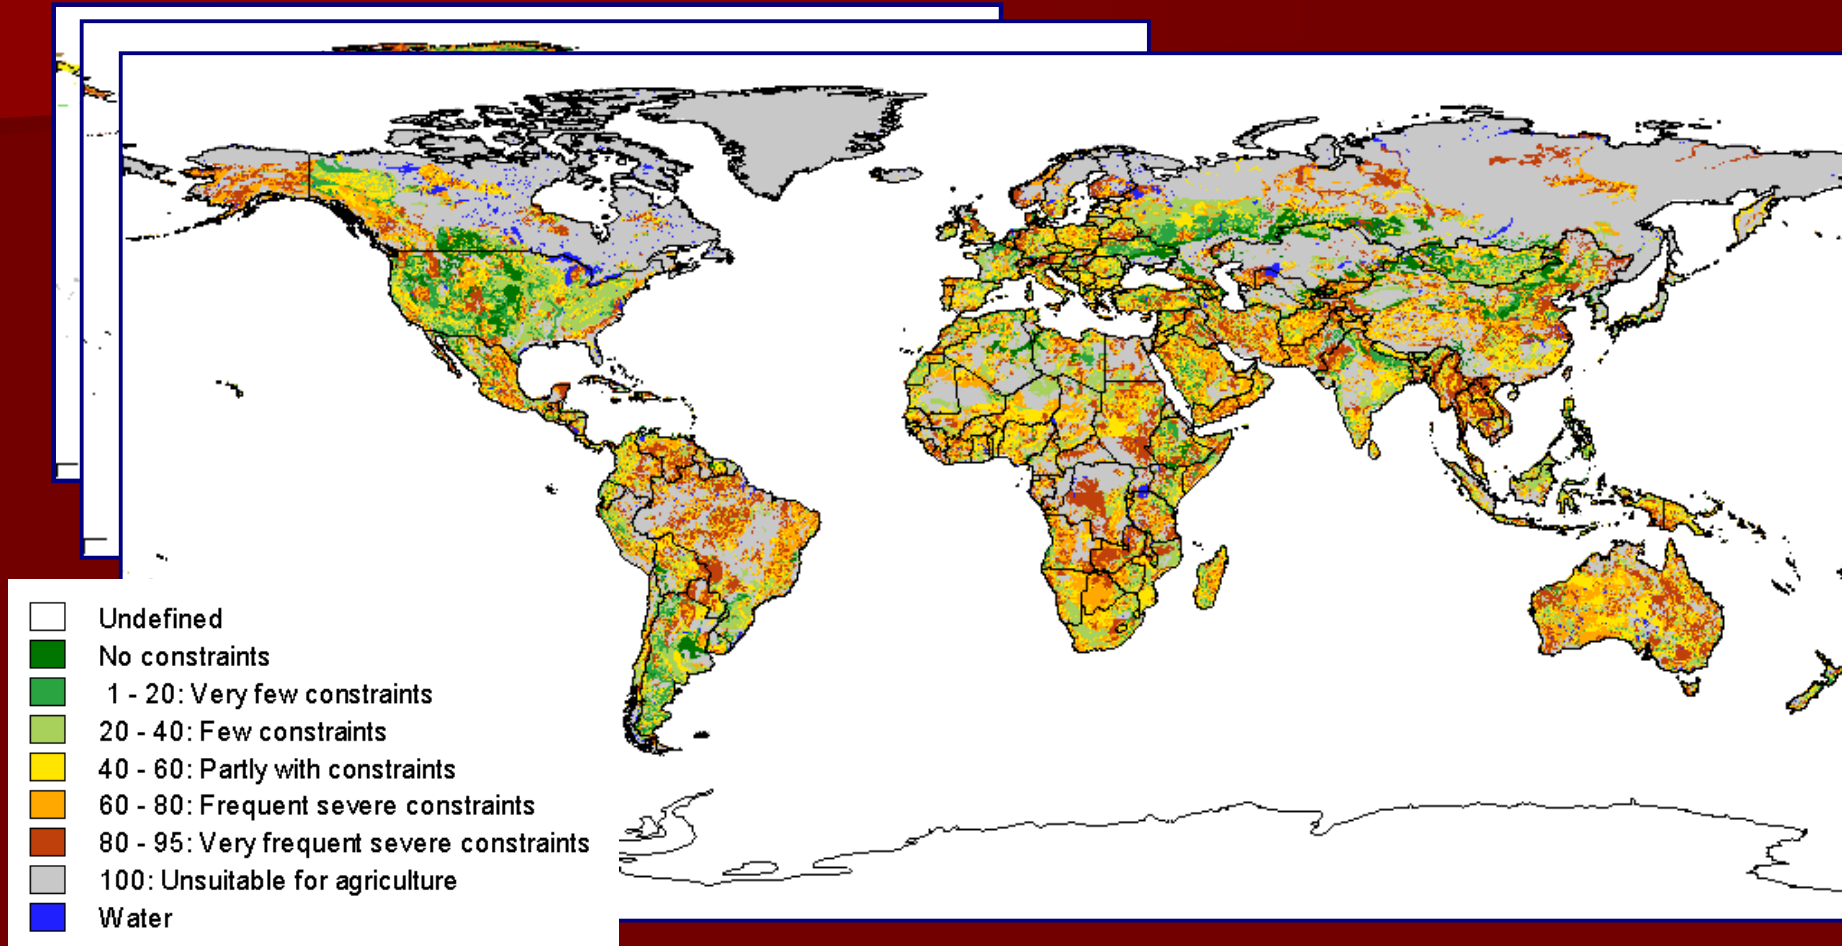 Undefined
No constraints
1 - 20: Very few constraints
20 - 40: Few constraints
40 - 60: Partly with constraints
60 - 80: Frequent severe constraints
80 - 95: Very frequent severe constraints
100: Unsuitable for agriculture
Water